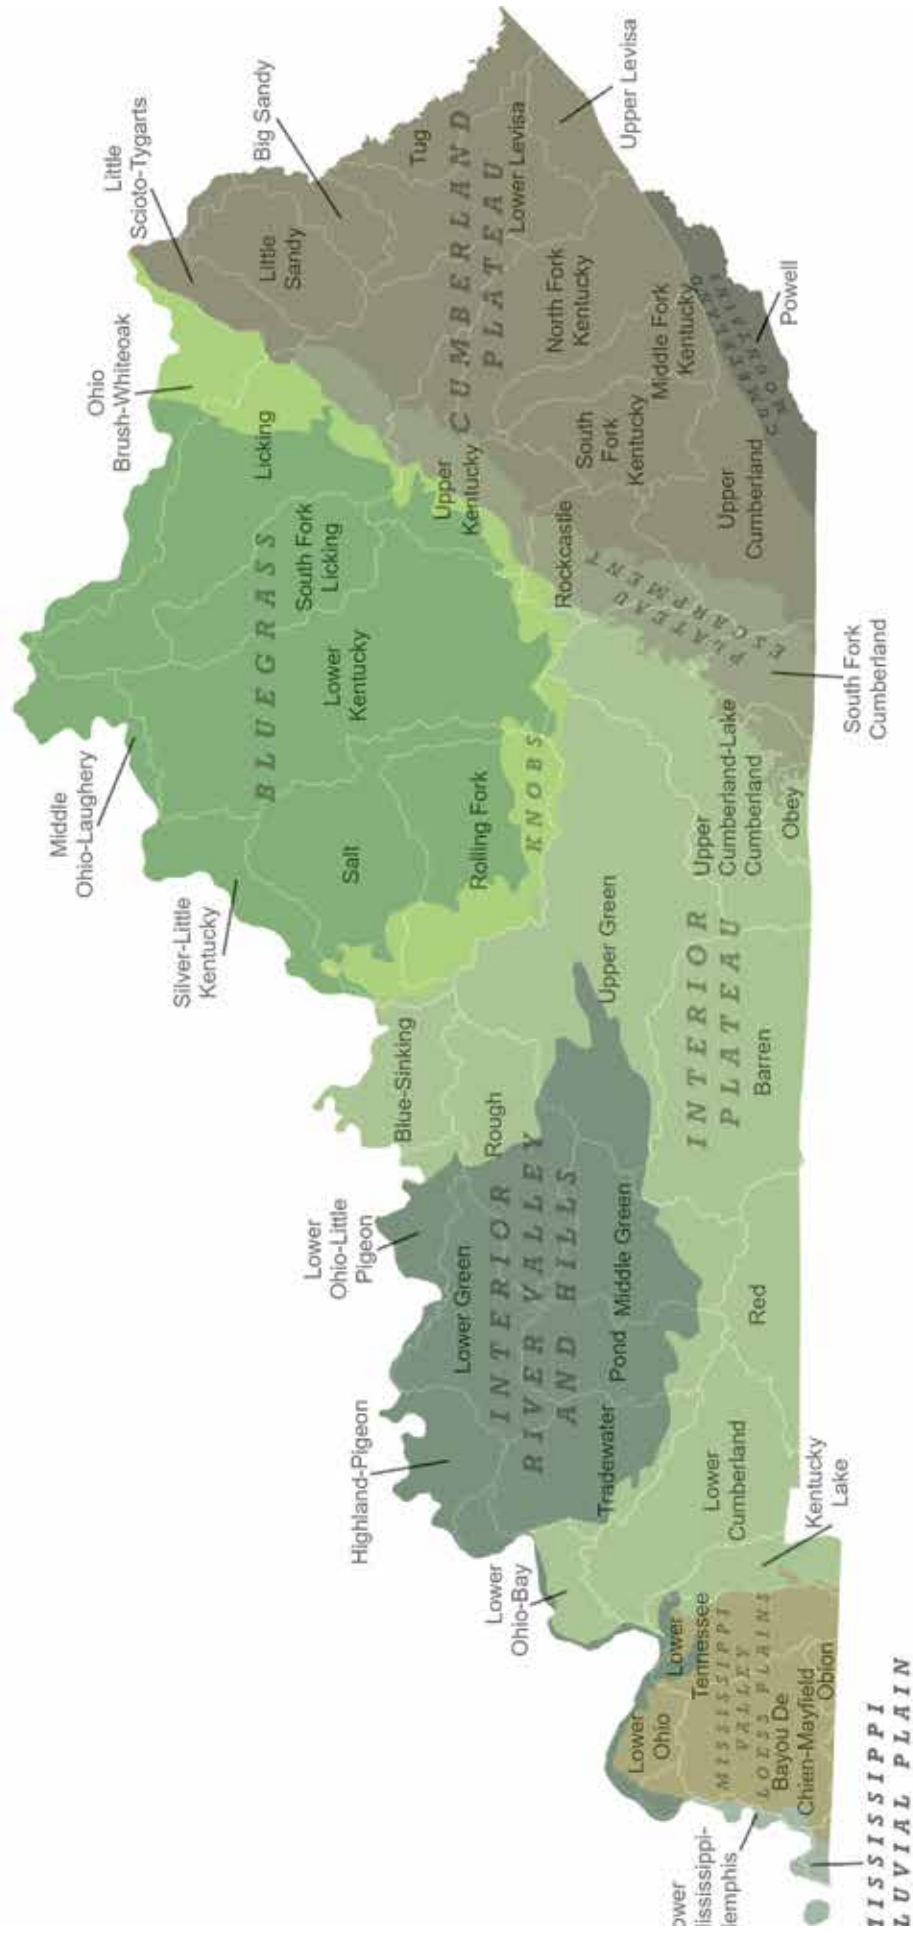 Middle
Ohio-Laughery
Ohio
Brush-Whiteoak
Little
Scioto-Tygarts
Silver-Little
Kentucky
Big Sandy
BLUEGRASS
Licking
Little
Sandy
South Fork
Licking
Lower
Kentucky
Salt
Lower
Ohio-Little
Pigeon
Highland-Pigeon
Blue-Sinking
Tug
Upper
Kentucky
CUMBERLAND
PLATEAU
Lower Levisa
Upper Levisa
Rolling Fork
KNOBS
Lower Green
Rough
INTERIOR
RIVER VALLEY
AND HILLS
Lower
Ohio-Bay
Rockcastle
North Fork
Kentucky
South
Fork
Kentucky
Middle Fork
Kentucky
Tradewater
Pond
Middle Green
Upper Green
PLATEAU
ESCARPMENT
Lower
Ohio
Lower
Tennessee
INTERIOR
PLATEAU
Upper
Cumberland-Lake
Cumberland
Upper
Cumberland
CUMBERLAND
MOUNTAINS
Powell
Lower
Cumberland
Red
Barren
Obey
MISSISSIPPI
VALLEY
LOESS PLAINS
Bayou De
Chien-Mayfield
Obion
Kentucky
Lake
South Fork
Cumberland
ower
ississippi-
emphis
ISSISSIPPI
LUVIAL PLAIN